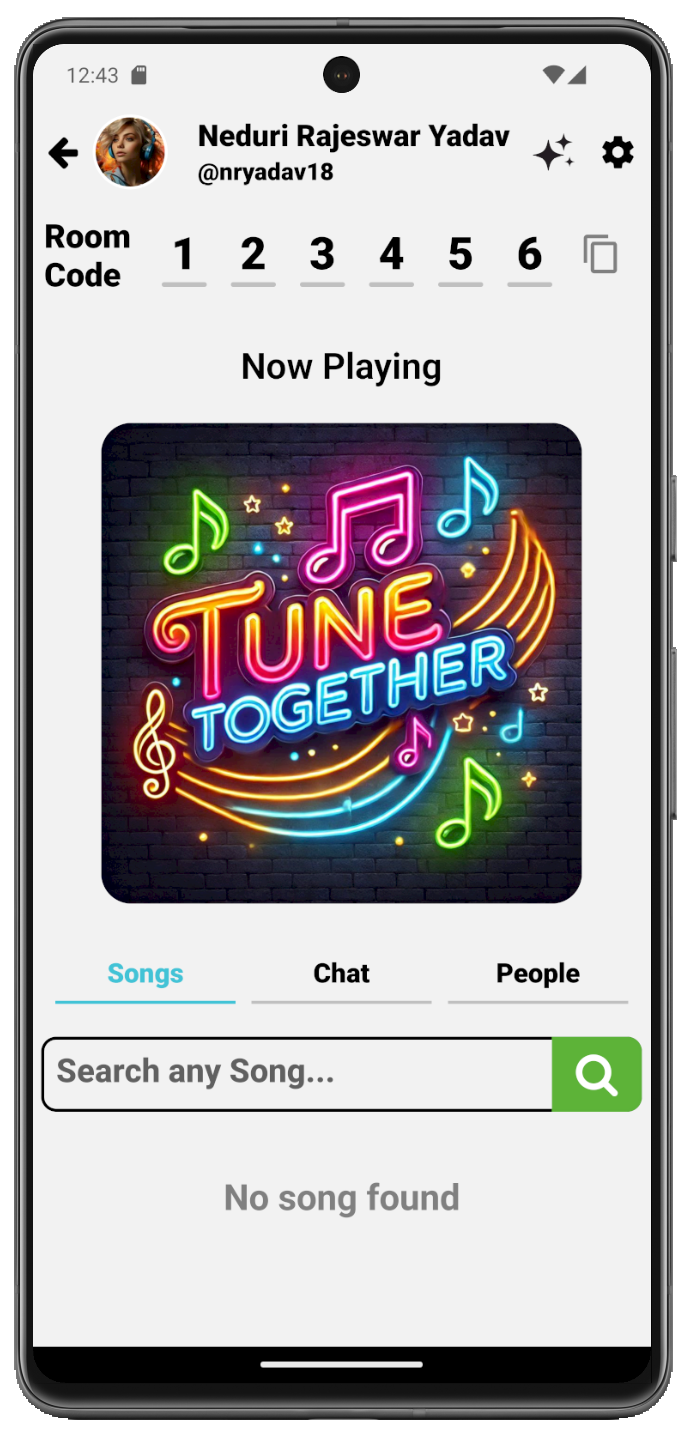 12:43
Neduri Rajeswar Yadav
@nryadav18
Room
Code
1 2 3 4 5 6
Now Playing
TUNE
TOGETHER
Songs Chat People
Search any Song...
No song found